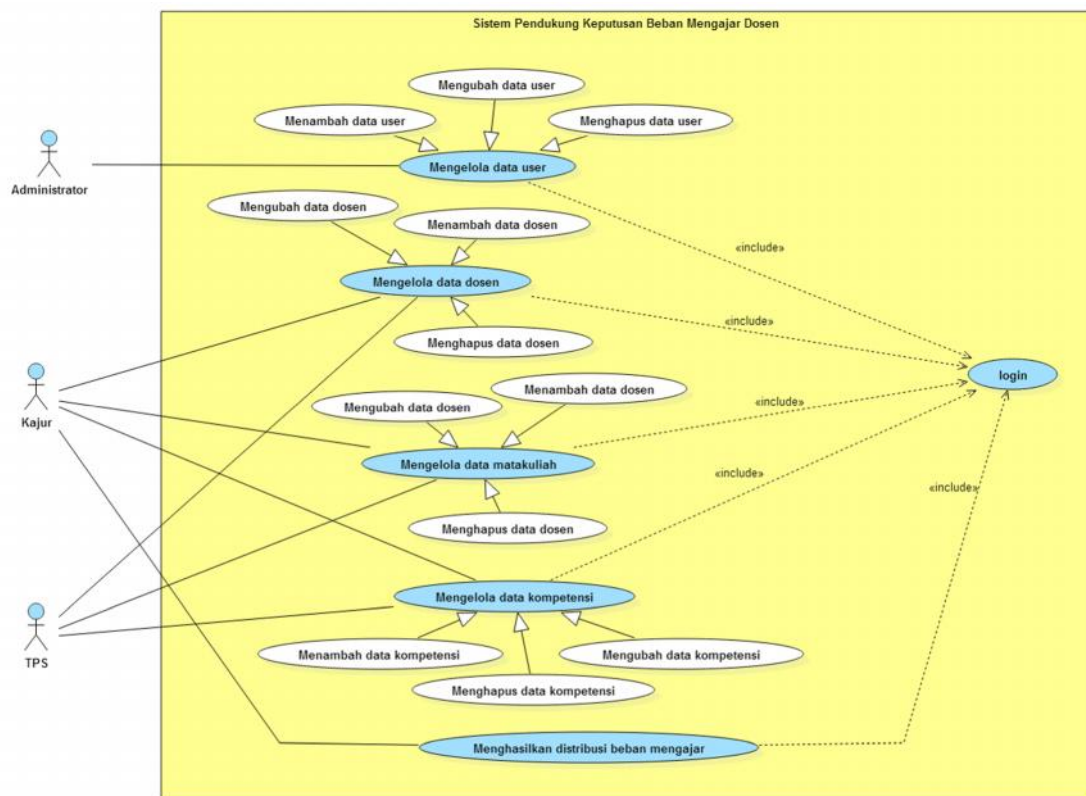 Sistem Pendukung Keputusan Beban Mengajar Dosen
Mengubah data user
Menambah data user
Menghapus data user
Mengelola data user
Administrator
Mengubah data dosen
Menambah data dosen
«include»
Mengelola data dosen
«include»
Menghapus data dosen
login
Kajur
Mengubah data dosen
Menambah data dosen
«include»
Mengelola data matakuliah
«include»
«include»
Menghapus data dosen
Mengelola data kompetensi
TPS
Menambah data kompetensi
Mengubah data kompetensi
Menghapus data kompetensi
Menghasilkan distribusi beban mengajar